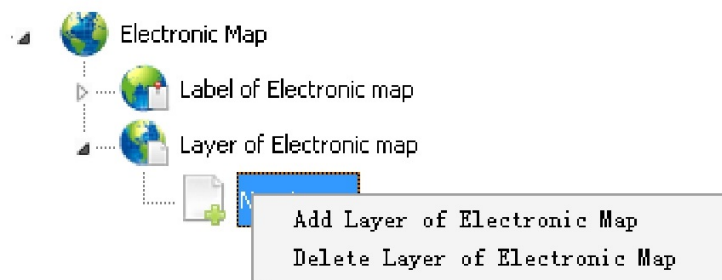 Electronic Map
Label of Electronic map
Layer of Electronic map
Add Layer of Electronic Map
Delete Layer of Electronic Map